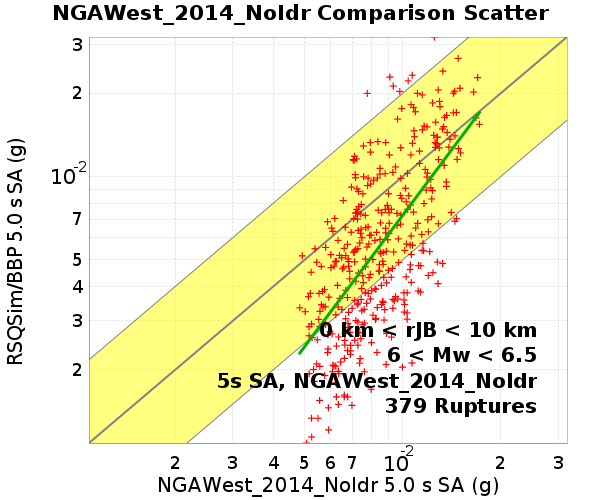 NGAWest_2014_NoIdr Comparison Scatter
RSQSim/BBP 5.0 s SA (g)
3
2
10-2
7
5
4
3
2
0 km < rJB < 10 km
6 < Mw < 6.5
5s SA, NGAWest_2014_NoIdr
379 Ruptures
2 3 4 5 6 7 10-2 2 3
NGAWest_2014_NoIdr 5.0 s SA (g)